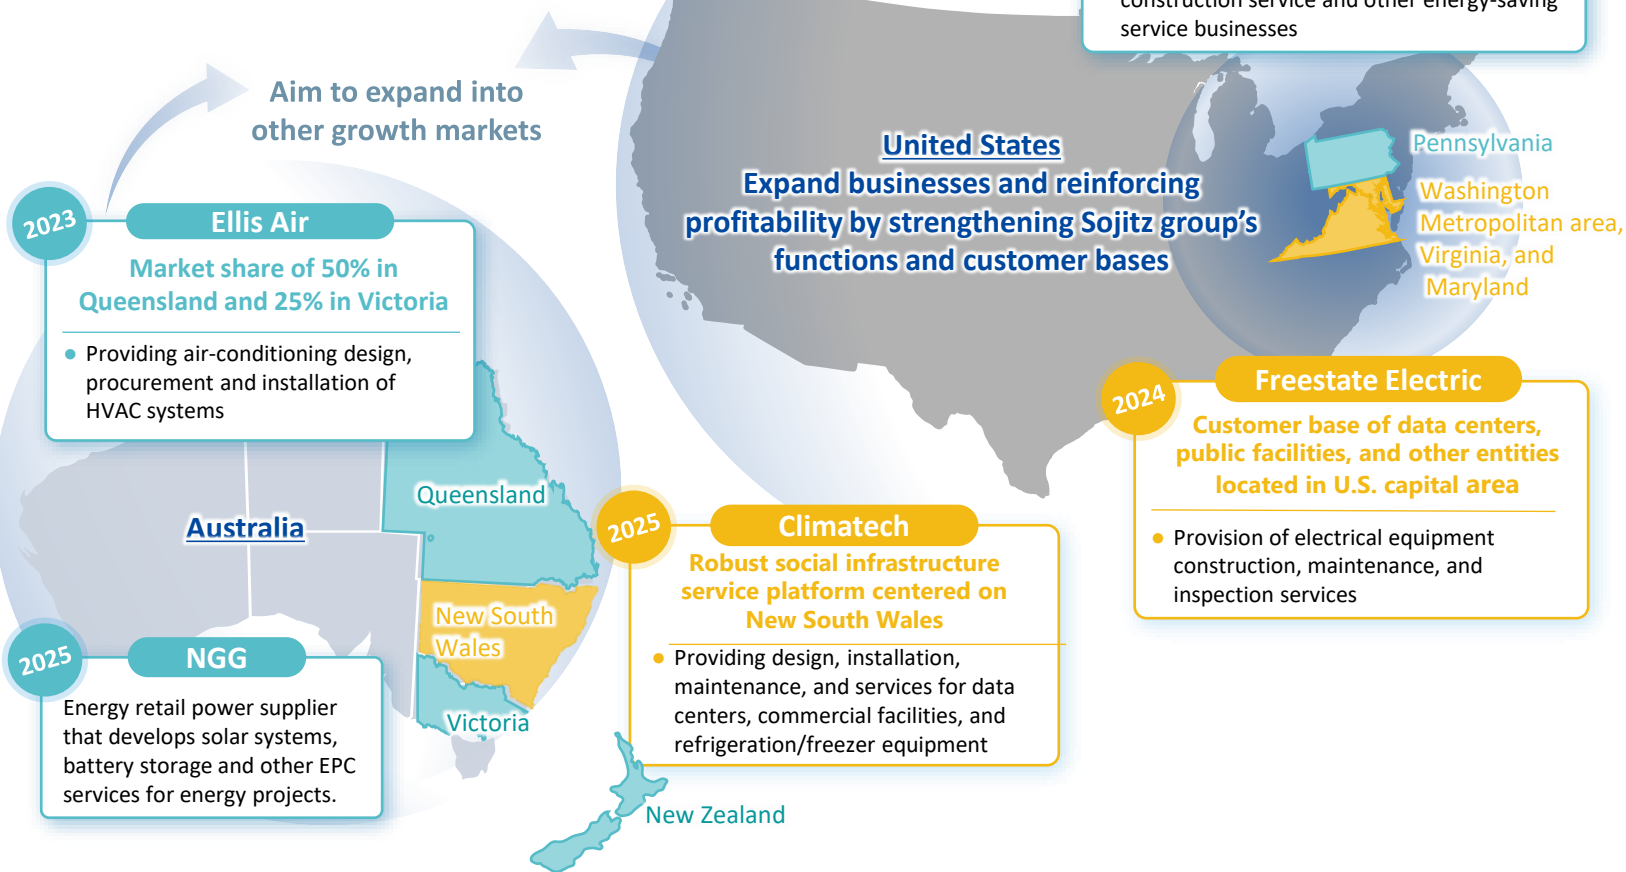 construction service and other energy-saving
service businesses
Aim to expand into
other growth markets
United States
Expand businesses and reinforcing
profitability by strengthening Sojitz group's
functions and customer bases
Pennsylvania
Washington
Metropolitan area,
Virginia, and
Maryland
2023
Ellis Air
Market share of 50% in
Queensland and 25% in Victoria
● Providing air-conditioning design,
procurement and installation of
HVAC systems
2024
Freestate Electric
Customer base of data centers,
public facilities, and other entities
located in U.S. capital area
● Provision of electrical equipment
construction, maintenance, and
inspection services
Australia
Queensland
New South
Wales
Victoria
2025
Climatech
Robust social infrastructure
service platform centered on
New South Wales
● Providing design, installation,
maintenance, and services for data
centers, commercial facilities, and
refrigeration/freezer equipment
2025
NGG
Energy retail power supplier
that develops solar systems,
battery storage and other EPC
services for energy projects.
New Zealand